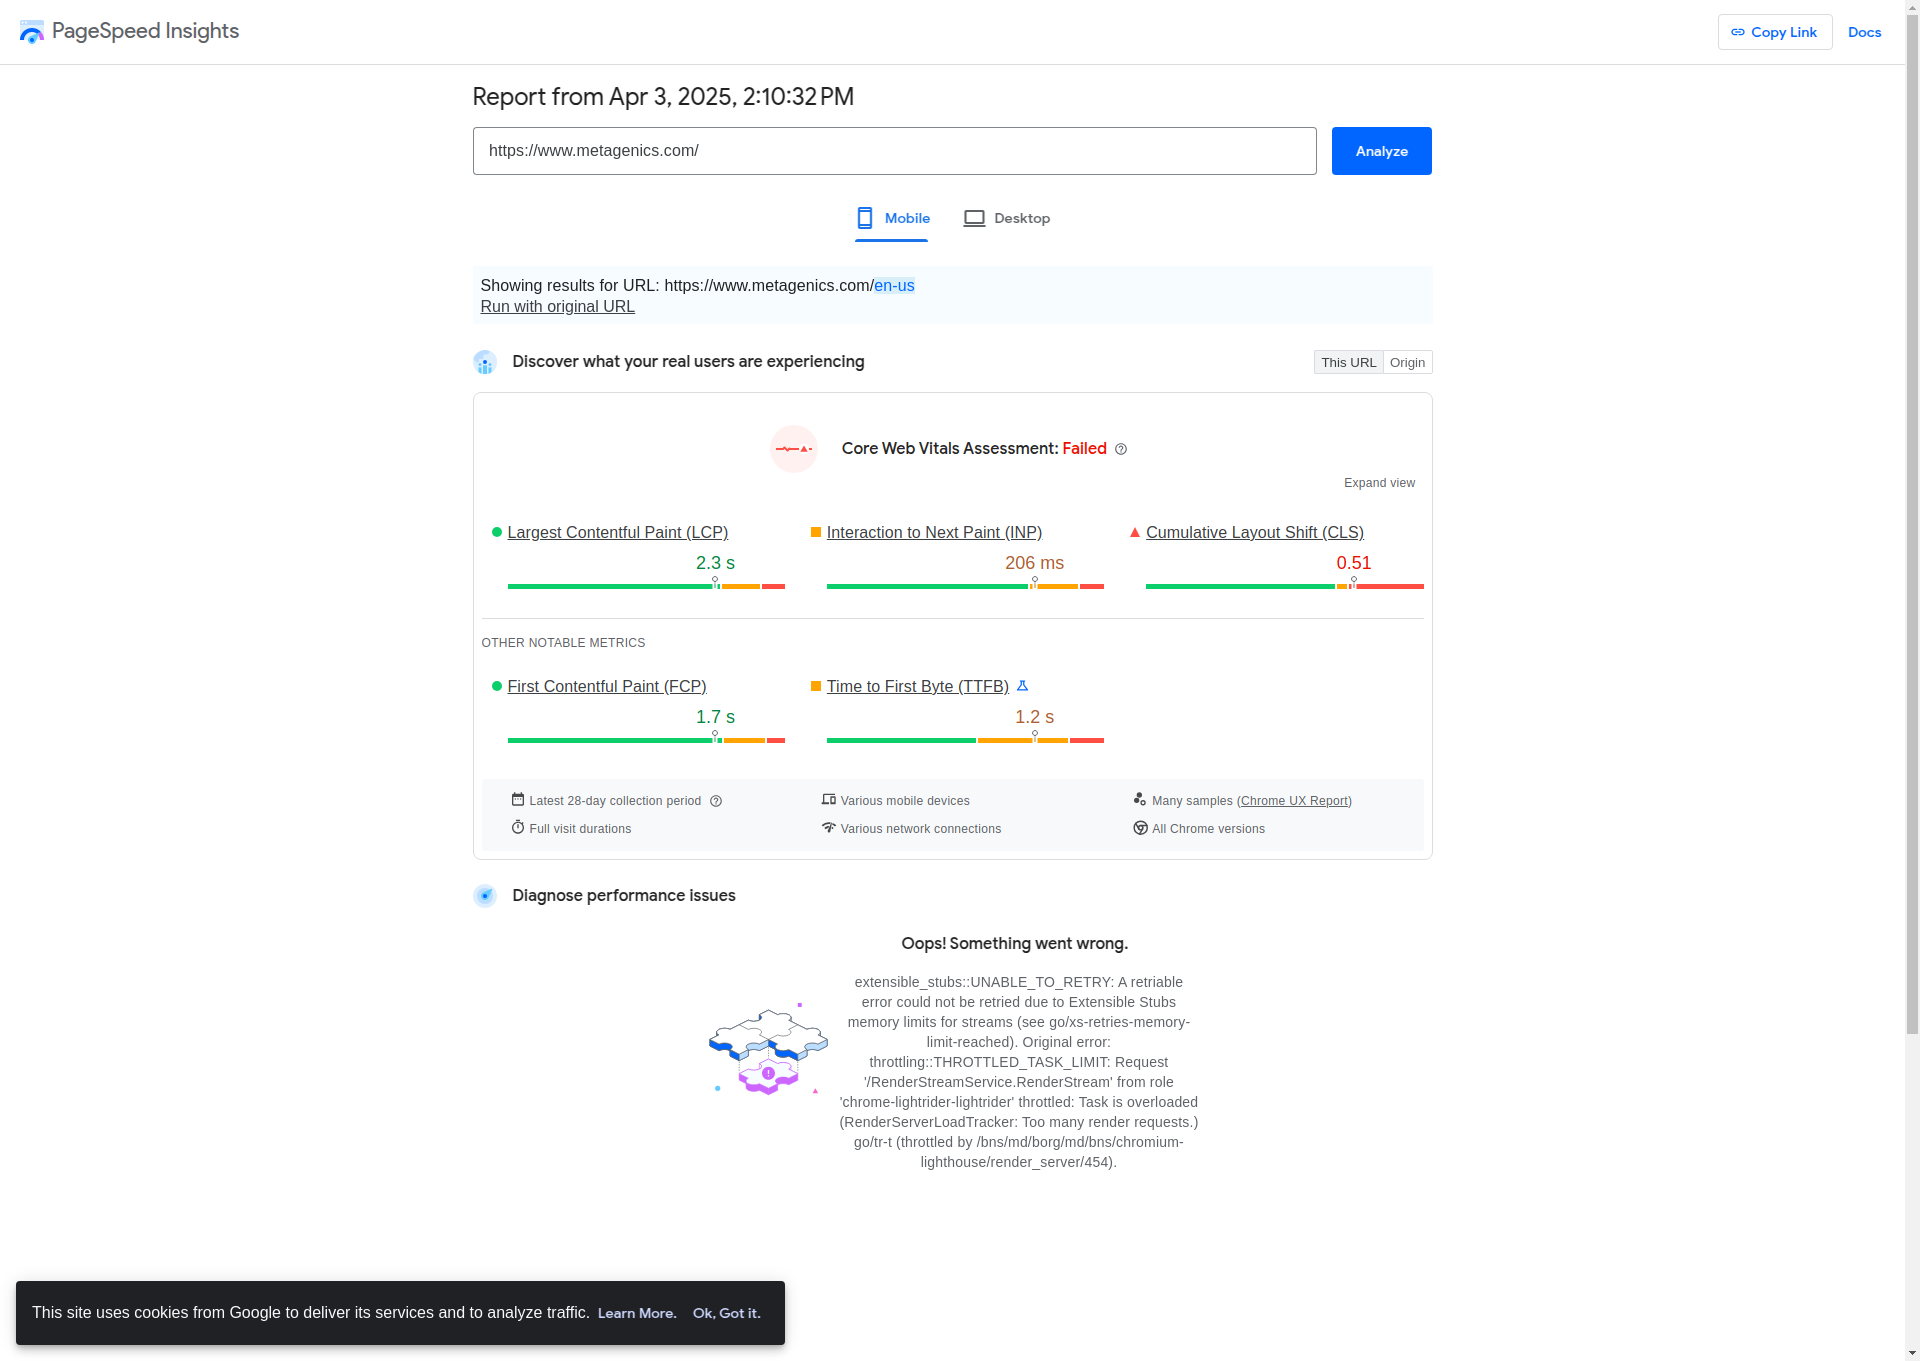 PageSpeed Insights
Copy Link
Docs
Report from Apr 3, 2025, 2:10:32 PM
https://www.metagenics.com/
Analyze
Mobile
Desktop
Showing results for URL: https://www.metagenics.com/en-us
Run with original URL
Discover what your real users are experiencing
This URL
Origin
Core Web Vitals Assessment: Failed
Expand view
Largest Contentful Paint (LCP)
2.3 s
Interaction to Next Paint (INP)
206 ms
Cumulative Layout Shift (CLS)
0.51
OTHER NOTABLE METRICS
First Contentful Paint (FCP)
1.7 s
Time to First Byte (TTFB)
1.2 s
Latest 28-day collection period
Various mobile devices
Many samples (Chrome UX Report)
Full visit durations
Various network connections
All Chrome versions
Diagnose performance issues
Oops! Something went wrong.
extensible_stubs::UNABLE_TO_RETRY: A retriable
error could not be retried due to Extensible Stubs
memory limits for streams (see go/xs-retries-memory-
limit-reached). Original error:
throttling::THROTTLED_TASK_LIMIT: Request
'/RenderStreamService.RenderStream' from role
'chrome-lightrider-lightrider' throttled: Task is overloaded
(RenderServerLoadTracker: Too many render requests.)
go/tr-t (throttled by /bns/md/borg/md/bns/chromium-
lighthouse/render_server/454).
This site uses cookies from Google to deliver its services and to analyze traffic. Learn More. Ok, Got it.